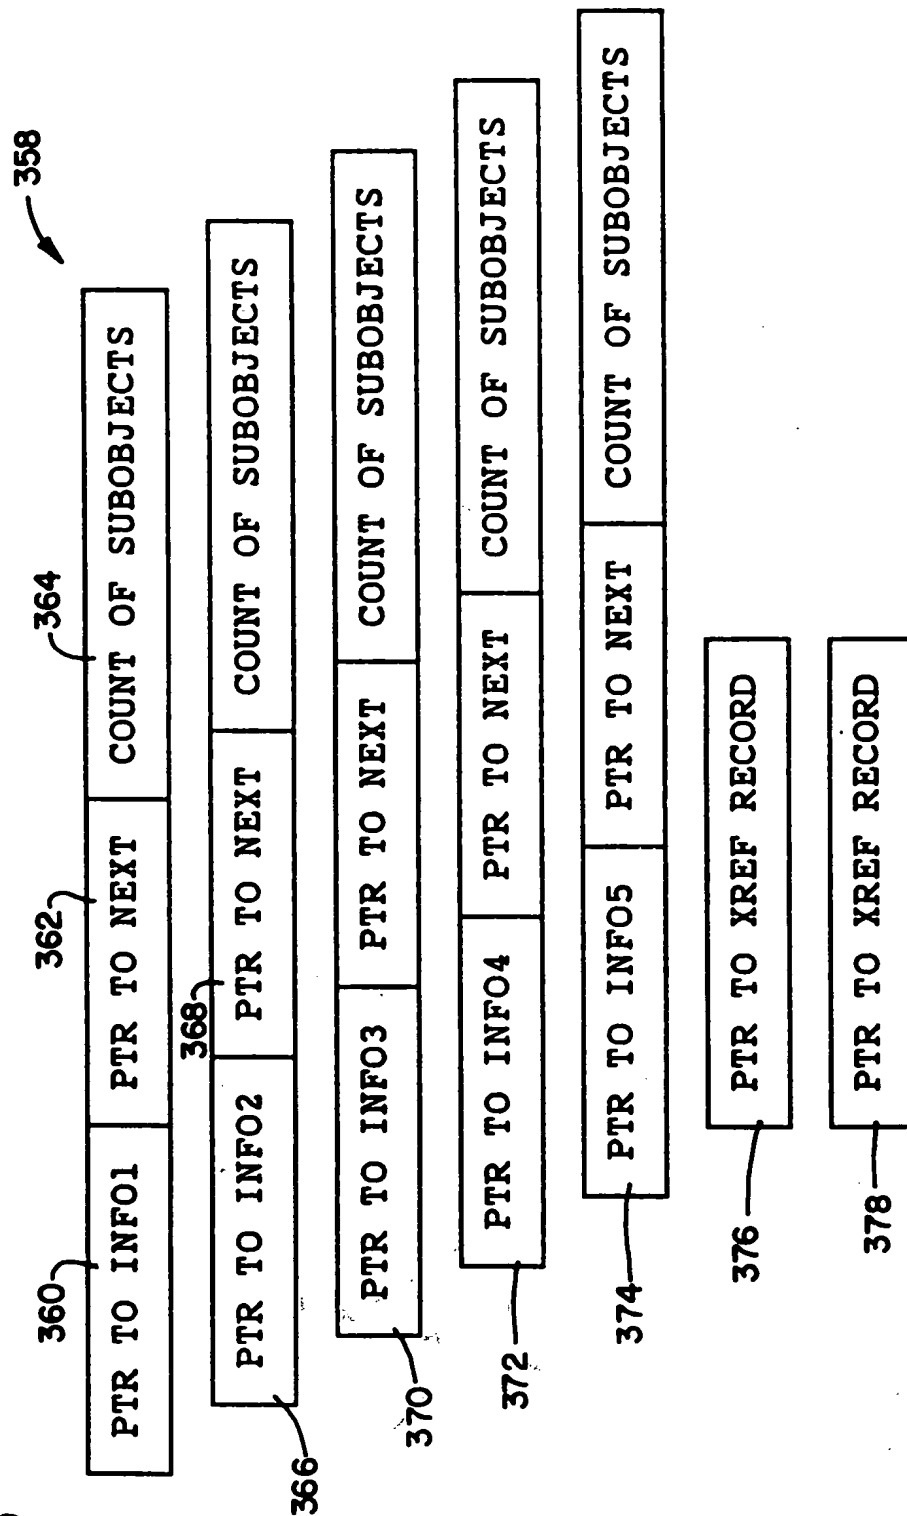 358
364
362
360
PTR TO INFO1 PTR TO NEXT COUNT OF SUBOBJECTS
368
PTR TO INFO2 PTR TO NEXT COUNT OF SUBOBJECTS
366
PTR TO INFO3 PTR TO NEXT COUNT OF SUBOBJECTS
370
PTR TO INFO4 PTR TO NEXT COUNT OF SUBOBJECTS
372
PTR TO INFO5 PTR TO NEXT COUNT OF SUBOBJECTS
374
PTR TO XREF RECORD
376
PTR TO XREF RECORD
378